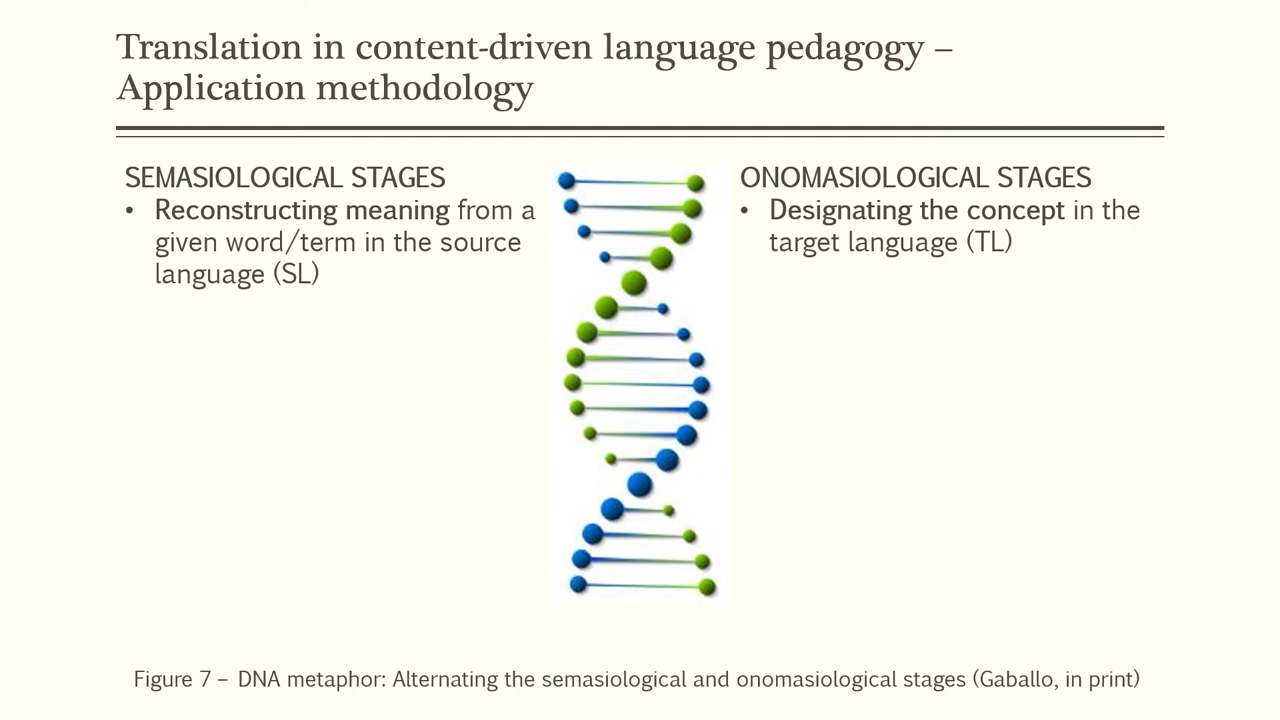 Translation in content-driven language pedagogy –
Application methodology
SEMASIOLOGICAL STAGES
• Reconstructing meaning from a
given word/term in the source
language (SL)
ONOMASIOLOGICAL STAGES
• Designating the concept in the
target language (TL)
Figure 7 – DNA metaphor: Alternating the semasiological and onomasiological stages (Gaballo, in print)